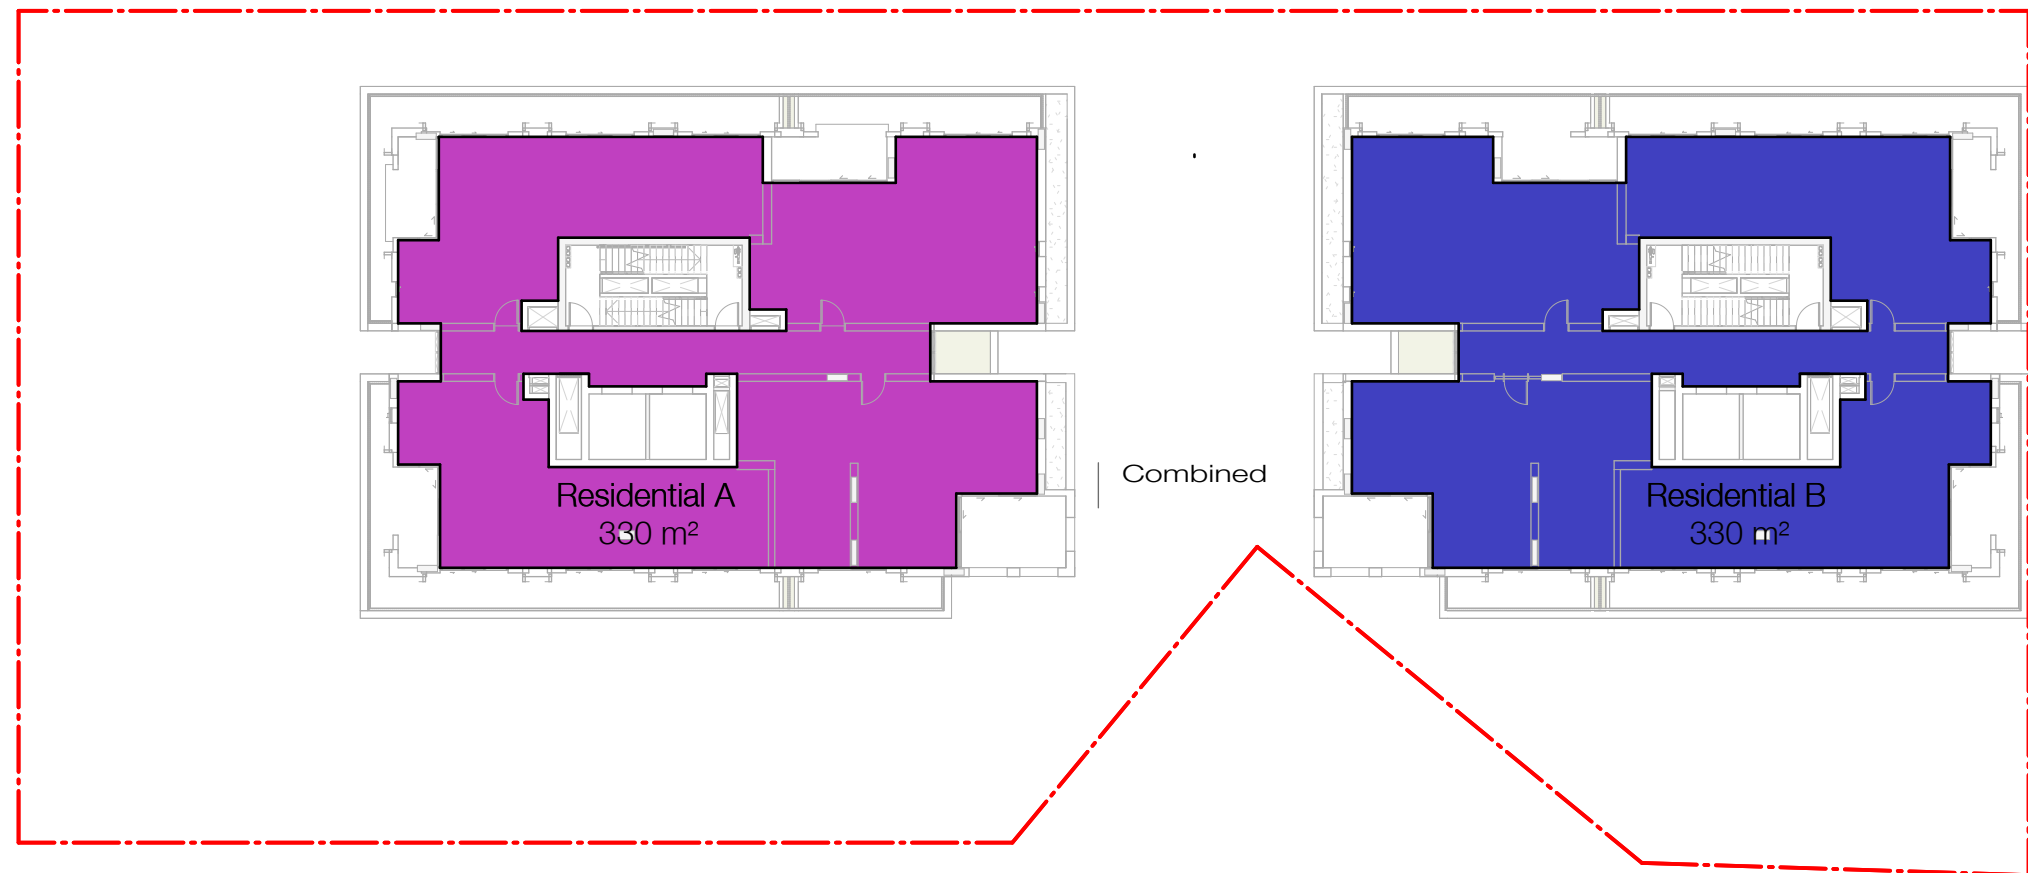 Combined
Residential A
330 m²
Residential B
330 m²